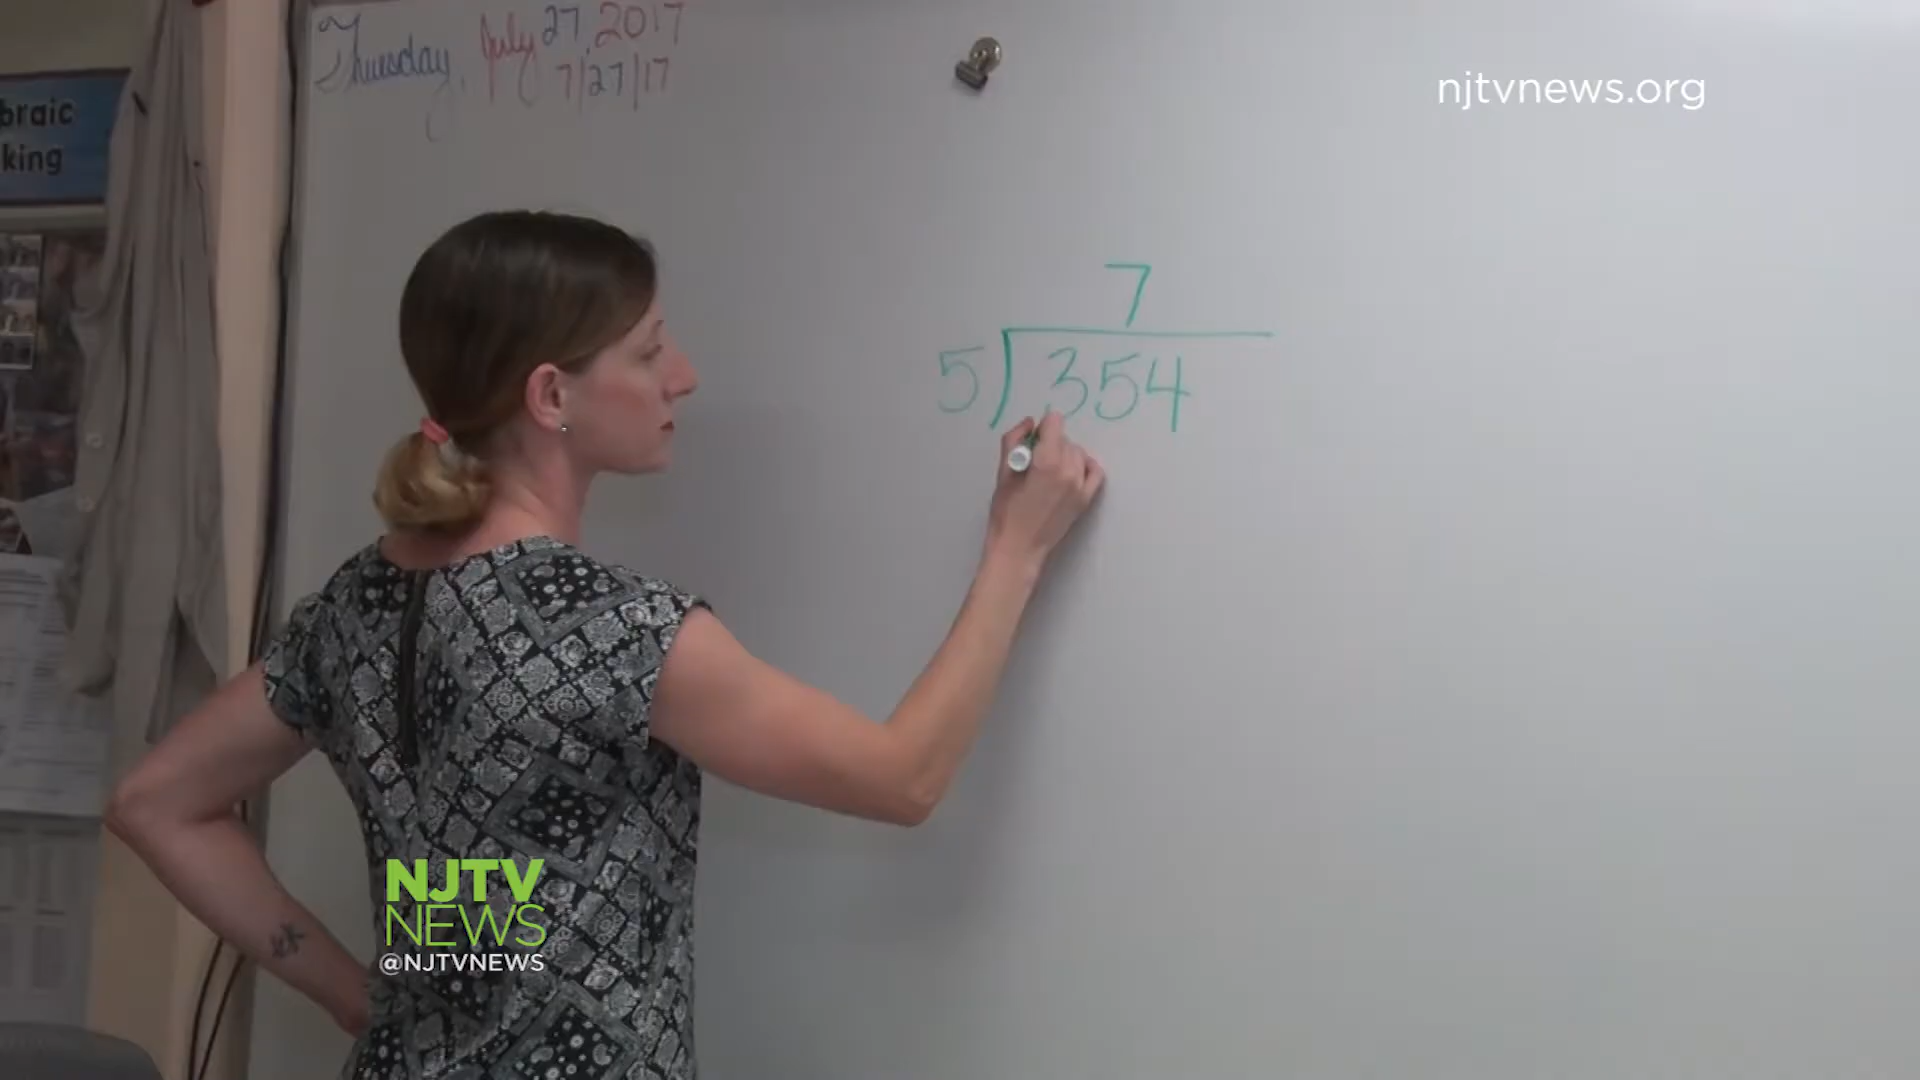 Thursday, July 27, 2017
7/27/17
njtvnews.org
braic
king
7
5 354
NJTV
NEWS
@NJTVNEWS